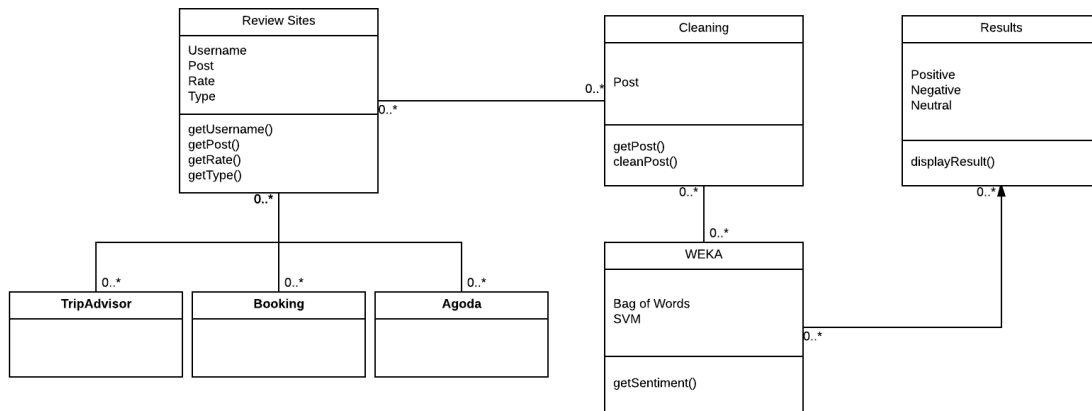 Review Sites
Username
Post
Rate
Type
getUsername()
getPost()
getRate()
getType()
0..*
0..*
0..*
Cleaning
Post
getPost()
cleanPost()
0..*
0..*
Results
Positive
Negative
Neutral
displayResult()
0..*
0..*
TripAdvisor
0..*
Booking
0..*
Agoda
WEKA
Bag of Words
SVM
getSentiment()
0..*